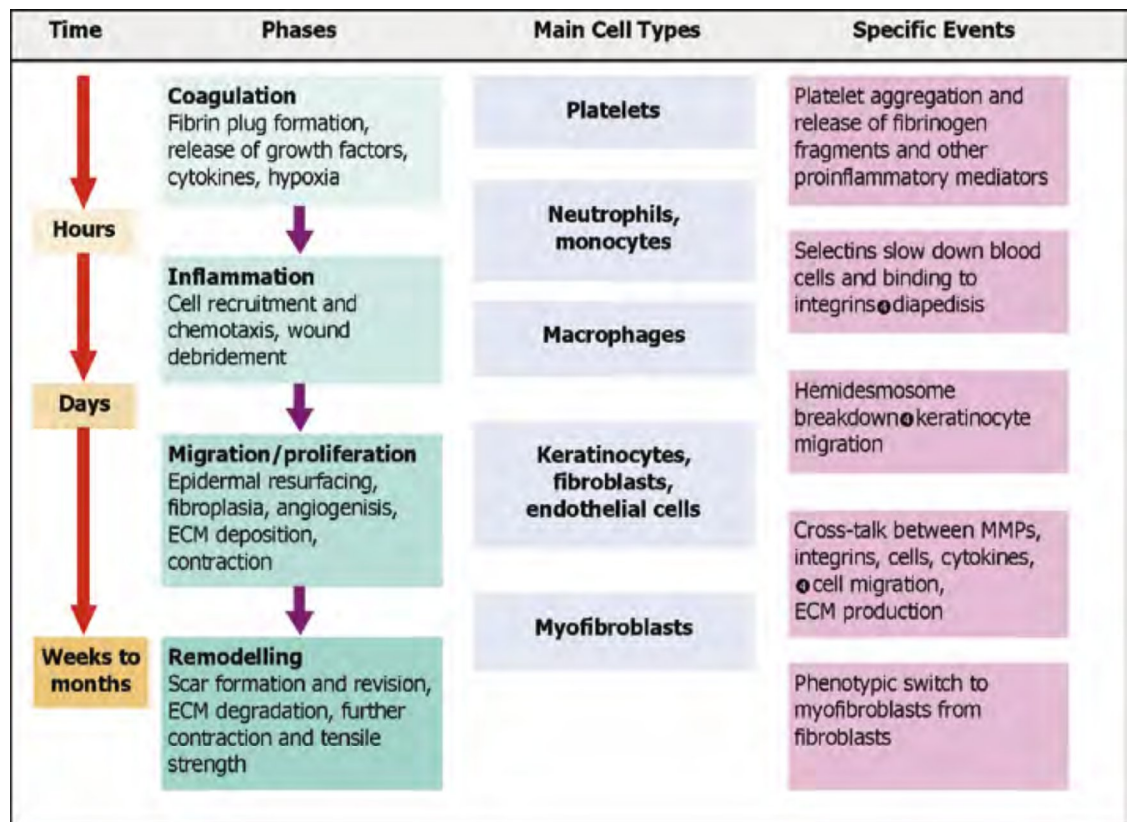 Time
Phases
Main Cell Types
Specific Events
Hours
Days
Weeks to
months
Coagulation
Fibrin plug formation,
release of growth factors,
cytokines, hypoxia
Inflammation
Cell recruitment and
chemotaxis, wound
debridement
Migration/proliferation
Epidermal resurfacing,
fibroplasia, angiogenisis,
ECM deposition,
contraction
Remodelling
Scar formation and revision,
ECM degradation, further
contraction and tensile
strength
Platelets
Neutrophils,
monocytes
Macrophages
Keratinocytes,
fibroblasts,
endothelial cells
Myofibroblasts
Platelet aggregation and
release of fibrinogen
fragments and other
proinflammatory mediators
Selectins slow down blood
cells and binding to
integrins❹diapedisis
Hemidesmosome
breakdown❹keratinocyte
migration
Cross-talk between MMPs,
integrins, cells, cytokines,
❹cell migration,
ECM production
Phenotypic switch to
myofibroblasts from
fibroblasts